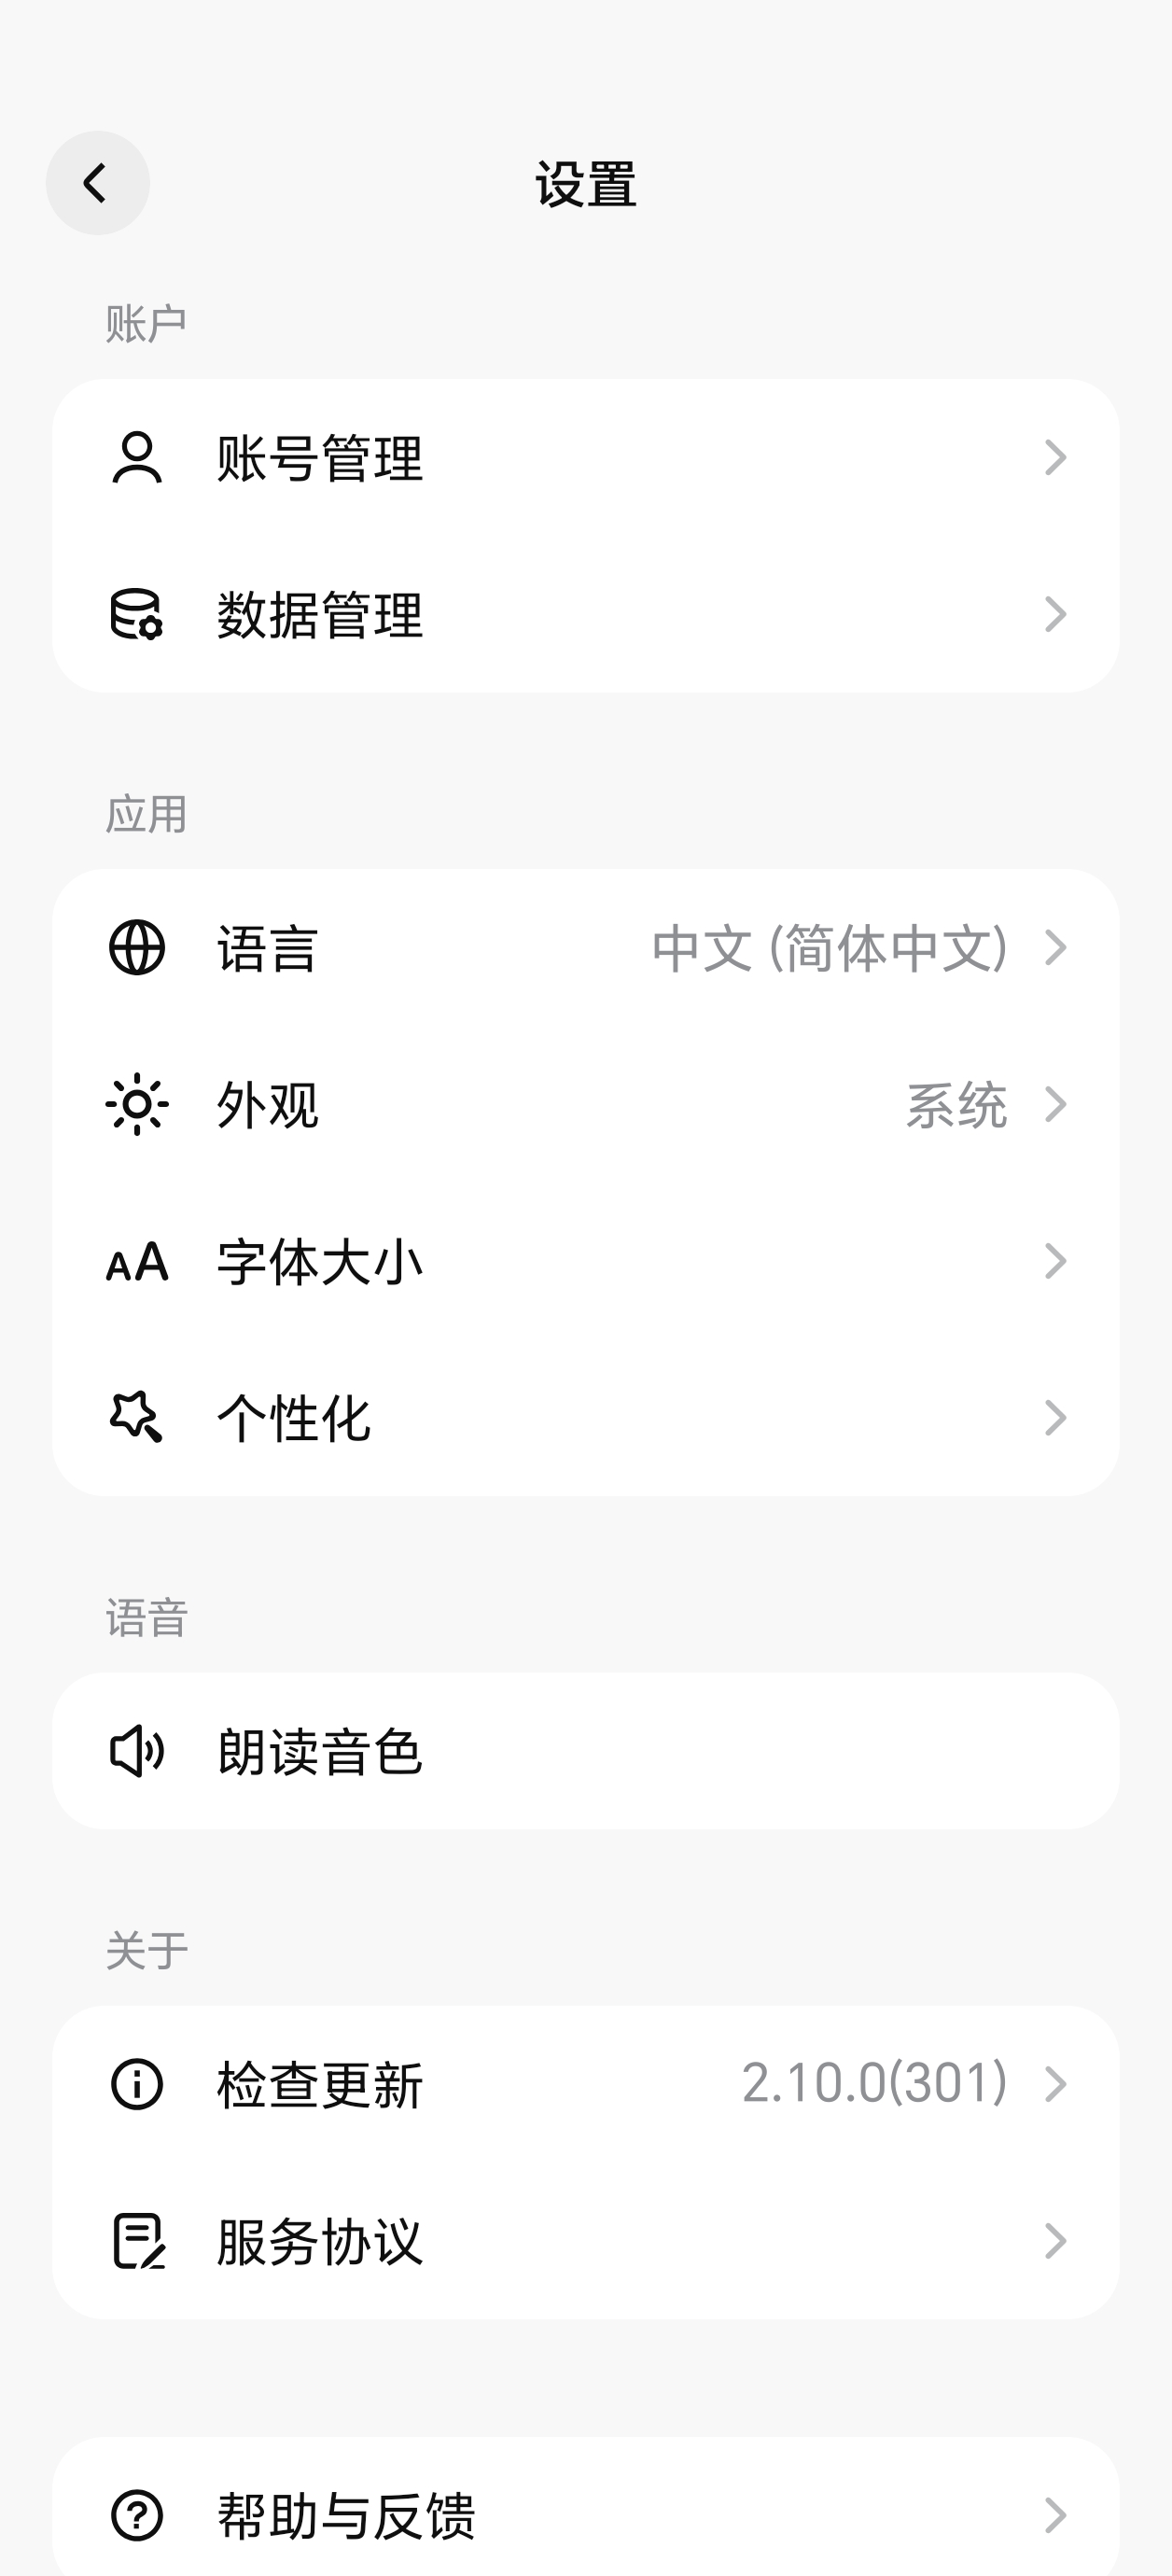 设置
账户
账号管理
数据管理
应用
语言 中文 (简体中文)
外观 系统
字体大小
个性化
语音
朗读音色
关于
检查更新 2.10.0(301)
服务协议
帮助与反馈